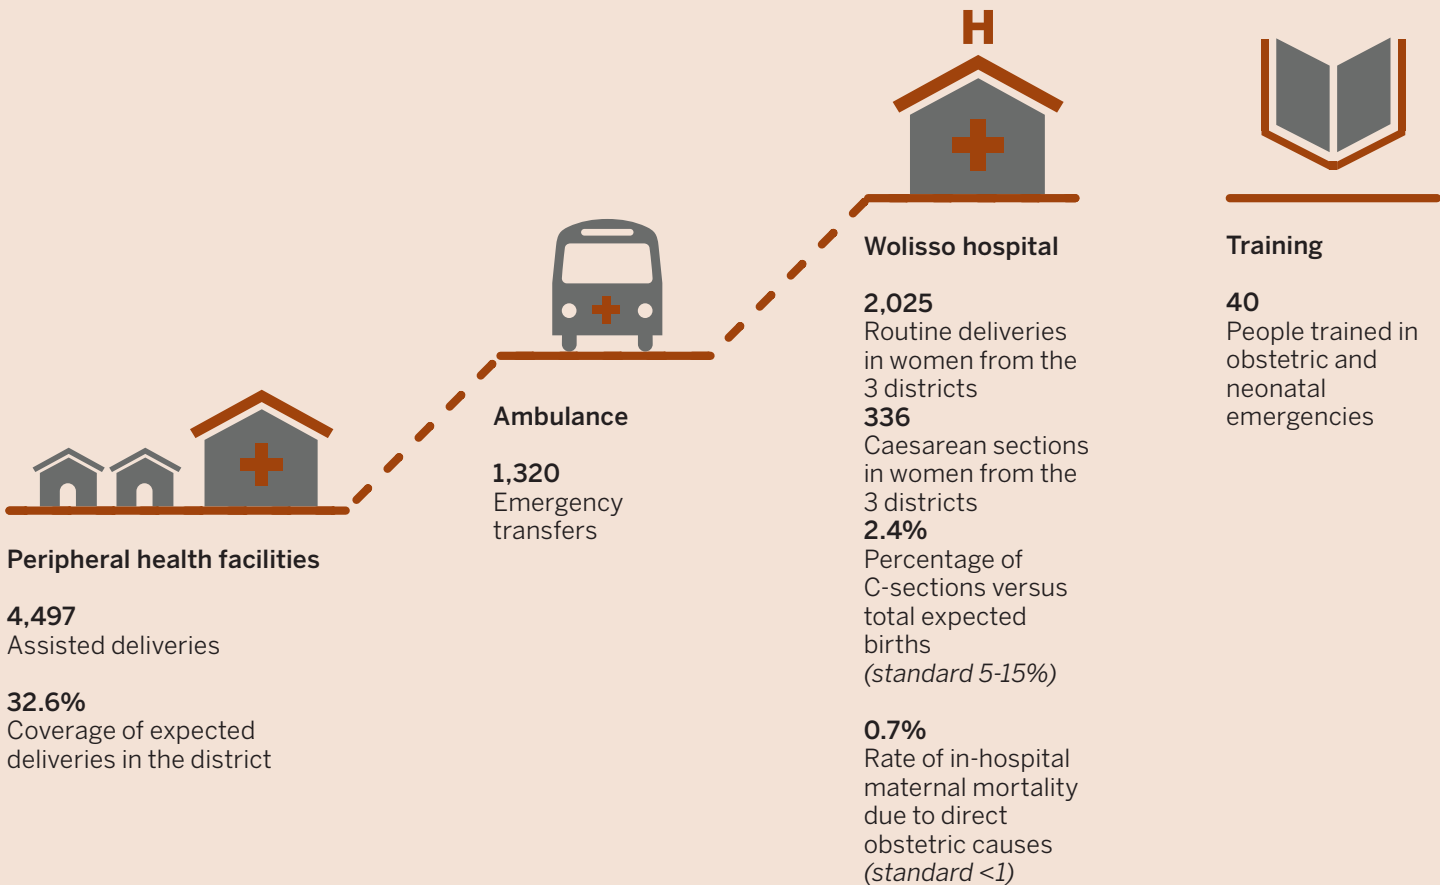 H
Wolisso hospital
2,025
Routine deliveries
in women from the
3 districts
336
Caesarean sections
in women from the
3 districts
2.4%
Percentage of
C-sections versus
total expected
births
(standard 5-15%)
0.7%
Rate of in-hospital
maternal mortality
due to direct
obstetric causes
(standard <1)
Training
40
People trained in
obstetric and
neonatal
emergencies
Ambulance
1,320
Emergency
transfers
Peripheral health facilities
4,497
Assisted deliveries
32.6%
Coverage of expected
deliveries in the district